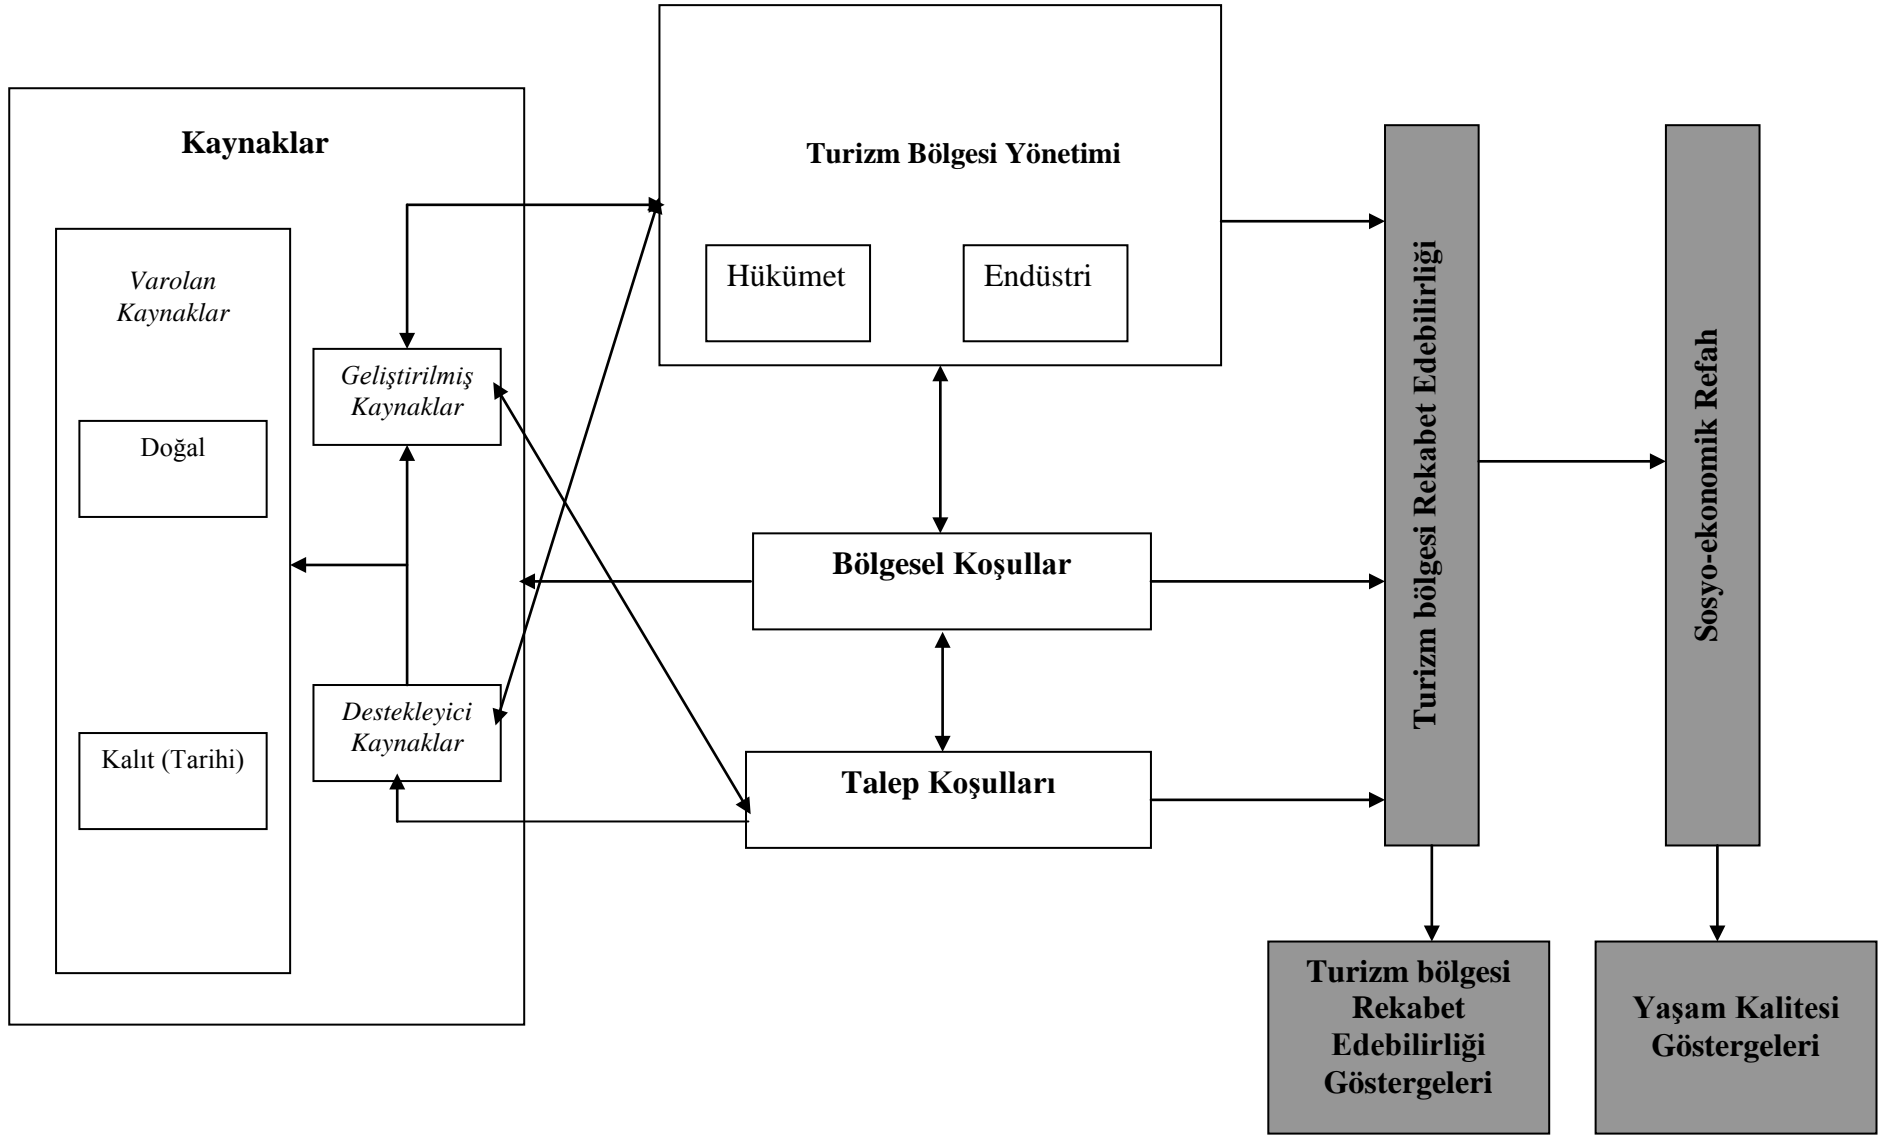 Kaynaklar
Varolan
Kaynaklar
Doğal
Kalıt (Tarihi)
Geliştirilmiş
Kaynaklar
Destekleyici
Kaynaklar
Turizm Bölgesi Yönetimi
Hükümet
Endüstri
Bölgesel Koşullar
Talep Koşulları
Turizm bölgesi Rekabet Edebilirliği
Sosyo-ekonomik Refah
Turizm bölgesi
Rekabet
Edebilirliği
Göstergeleri
Yaşam Kalitesi
Göstergeleri